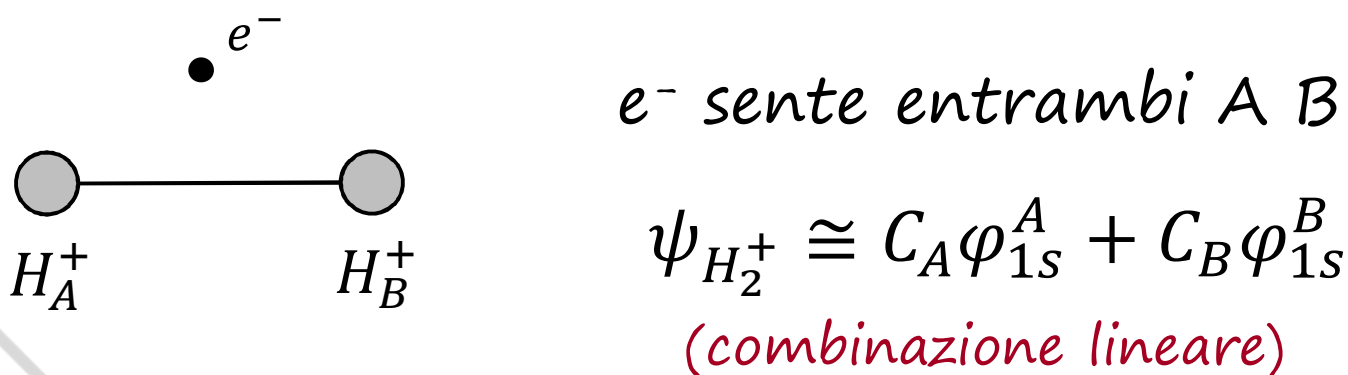 e⁻
H_A^+
H_B^+
e⁻ sente entrambi A B
ψ_{H_2^+} ≅ C_A φ_{1s}^A + C_B φ_{1s}^B
(combinazione lineare)